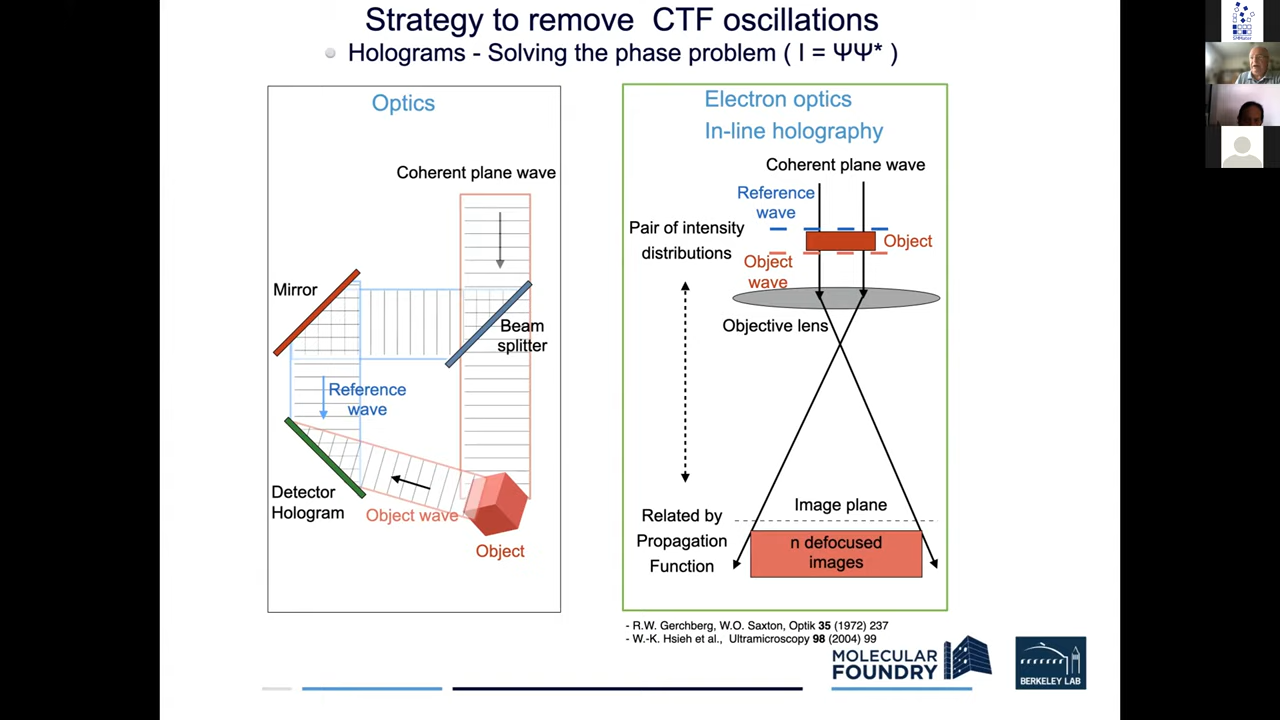 Strategy to remove CTF oscillations
Holograms - Solving the phase problem ( I = ΨΨ* )
Optics
Coherent plane wave
Mirror
Beam
splitter
Reference
wave
Detector
Hologram
Object wave
Object
Electron optics
In-line holography
Coherent plane wave
Reference
wave
Pair of intensity
distributions
Object
Object
wave
Objective lens
Image plane
Related by
Propagation
Function
n defocused
images
- R.W. Gerchberg, W.O. Saxton, Optik 35 (1972) 237
- W.-K. Hsieh et al., Ultramicroscopy 98 (2004) 99
MOLECULAR
FOUNDRY
BERKELEY LAB